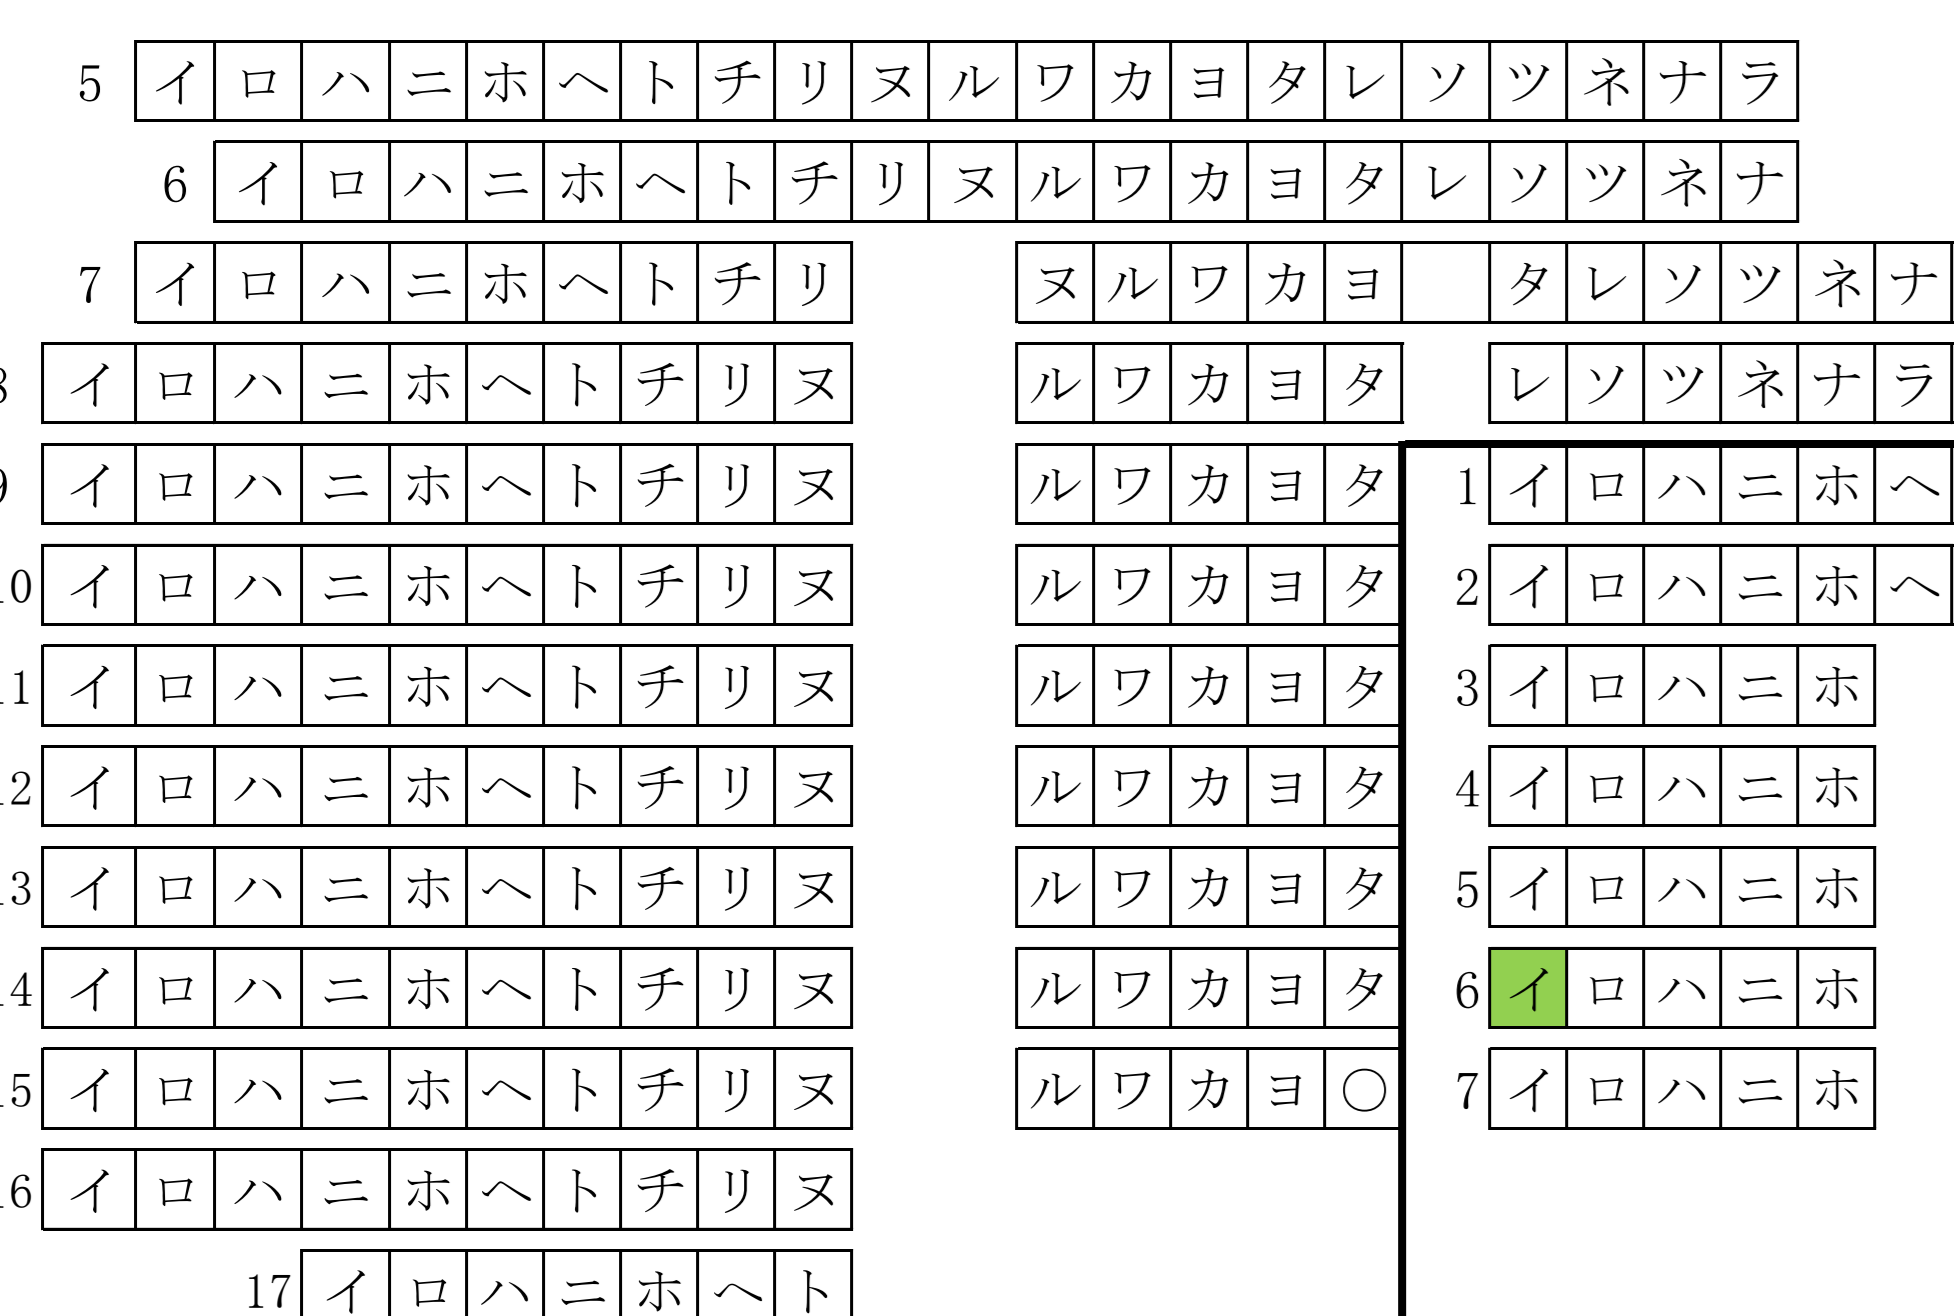 5 イロハニホヘトチリヌルワカヨタレソツネナラ
6 イロハニホヘトチリヌルワカヨタレソツネナ
7 イロハニホヘトチリ ヌルワカヨ タレソツネナ
8 イロハニホヘトチリヌ ルワカヨタ レソツネナラ
9 イロハニホヘトチリヌ ルワカヨタ 1 イロハニホヘ
10 イロハニホヘトチリヌ ルワカヨタ 2 イロハニホヘ
11 イロハニホヘトチリヌ ルワカヨタ 3 イロハニホ
12 イロハニホヘトチリヌ ルワカヨタ 4 イロハニホ
13 イロハニホヘトチリヌ ルワカヨタ 5 イロハニホ
14 イロハニホヘトチリヌ ルワカヨタ 6 イロハニホ
15 イロハニホヘトチリヌ ルワカヨ〇 7 イロハニホ
16 イロハニホヘトチリヌ
17 イロハニホヘト